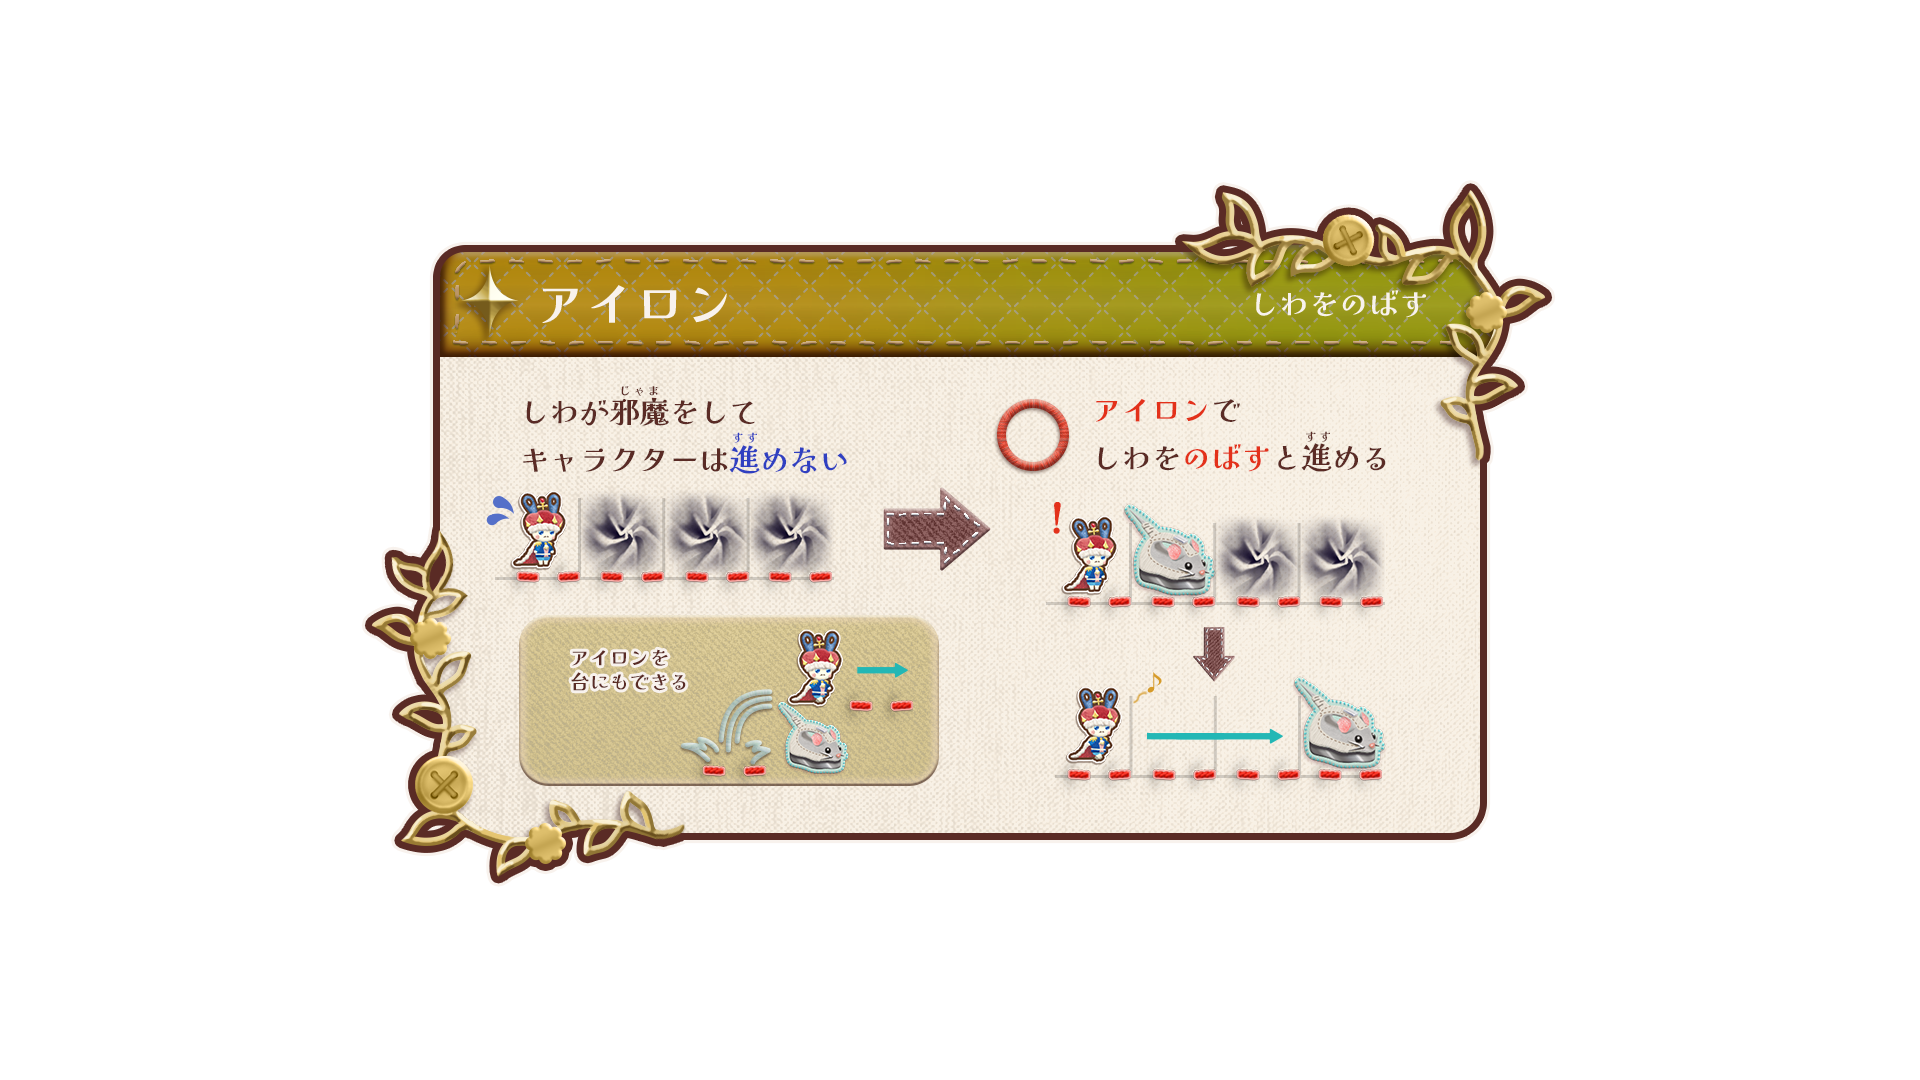 アイロン
しわをのばす
じゃま
しわが邪魔をして
すす
キャラクターは進めない
アイロンで
すす
しわをのばすと進める
アイロンを
台にもできる